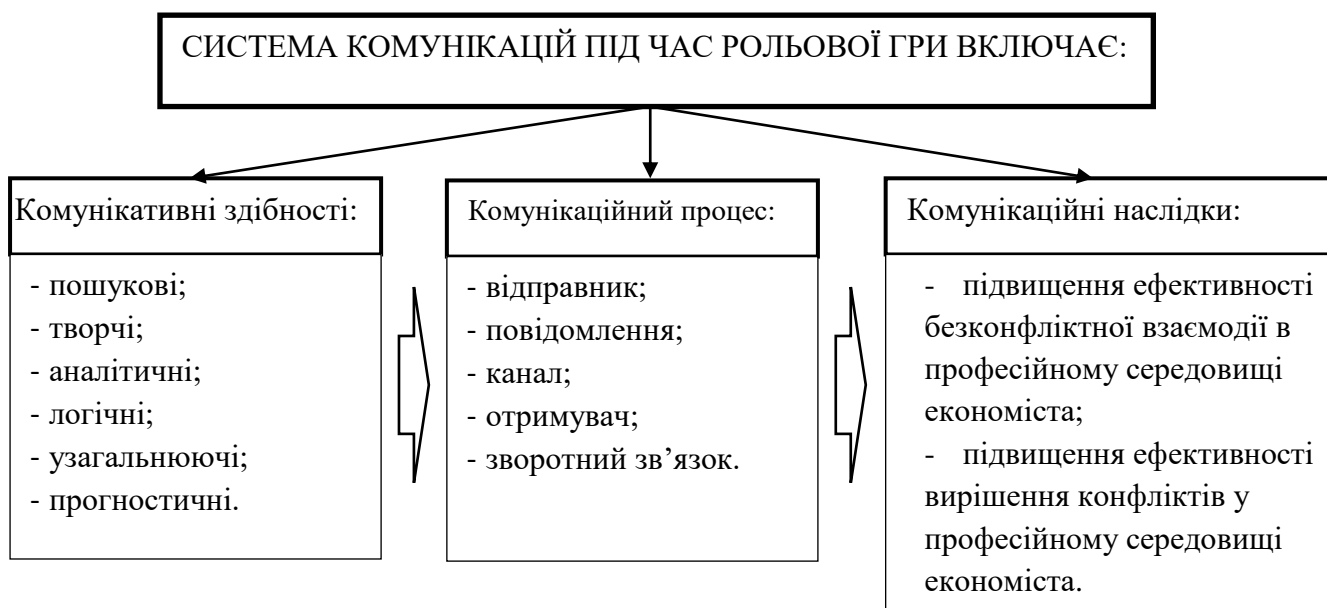 СИСТЕМА КОМУНІКАЦІЙ ПІД ЧАС РОЛЬОВОЇ ГРИ ВКЛЮЧАЄ:
Комунікативні здібності:
- пошукові;
- творчі;
- аналітичні;
- логічні;
- узагальнюючі;
- прогностичні.
Комунікаційний процес:
- відправник;
- повідомлення;
- канал;
- отримувач;
- зворотний зв’язок.
Комунікаційні наслідки:
- підвищення ефективності
безконфліктної взаємодії в
професійному середовищі
економіста;
- підвищення ефективності
вирішення конфліктів у
професійному середовищі
економіста.